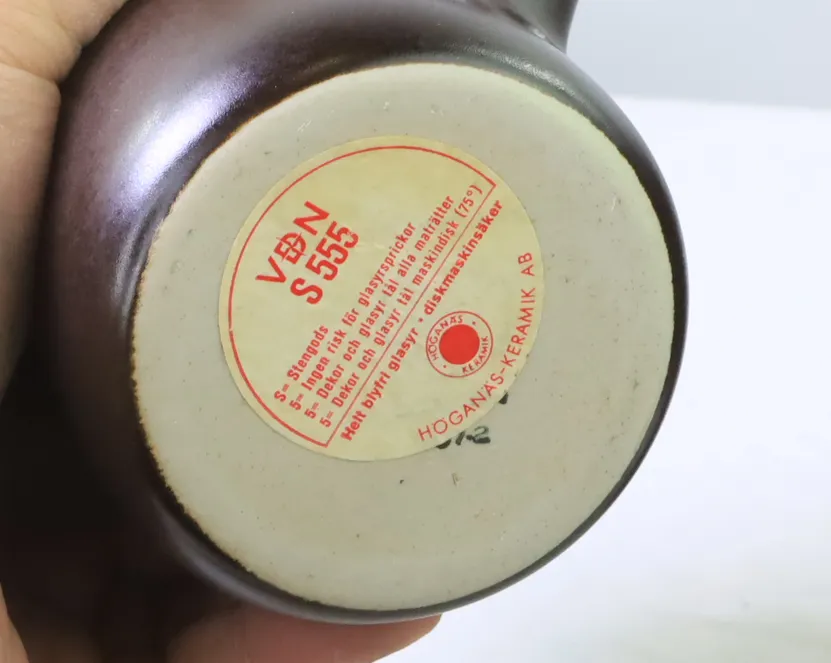 VDN
S 555
S= Stengods
5= Ingen risk för glasyrsprickor
5= Dekor och glasyr tål alla maträtter
5= Dekor och glasyr tål maskindisk (75°)
Helt blyfri glasyr • diskmaskinsäker
HÖGANÄS
KERAMIK
HÖGANÄS-KERAMIK AB